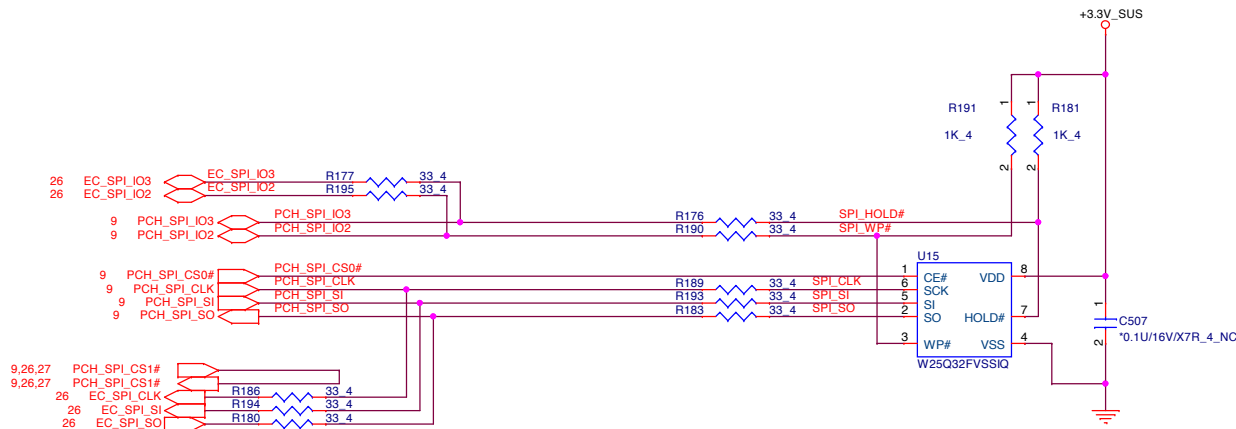 +3.3V_SUS
R191 1 1 R181
1K_4 1K_4
2 2
26 EC_SPI_IO3 EC_SPI_IO3 R177 33_4
26 EC_SPI_IO2 EC_SPI_IO2 R195 33_4
9 PCH_SPI_IO3 PCH_SPI_IO3 R176 33_4 SPI_HOLD#
9 PCH_SPI_IO2 PCH_SPI_IO2 R190 33_4 SPI_WP#
U15
9 PCH_SPI_CS0# PCH_SPI_CS0# 1 CE# VDD 8
9 PCH_SPI_CLK PCH_SPI_CLK R189 33_4 SPI_CLK 6 SCK
9 PCH_SPI_SI PCH_SPI_SI R193 33_4 SPI_SI 5 SI
9 PCH_SPI_SO PCH_SPI_SO R183 33_4 SPI_SO 2 SO HOLD# 7
1 C507
3 WP# VSS 4 2 *0.1U/16V/X7R_4_NC
W25Q32FVSSIQ
9,26,27 PCH_SPI_CS1#
9,26,27 PCH_SPI_CS1#
26 EC_SPI_CLK R186 33_4
26 EC_SPI_SI R194 33_4
26 EC_SPI_SO R180 33_4